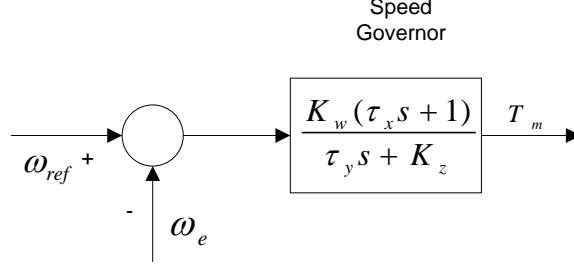 Speed
Governor
K_w(τ_x s + 1)
τ_y s + K_z
T_m
ω_ref +
-
ω_e